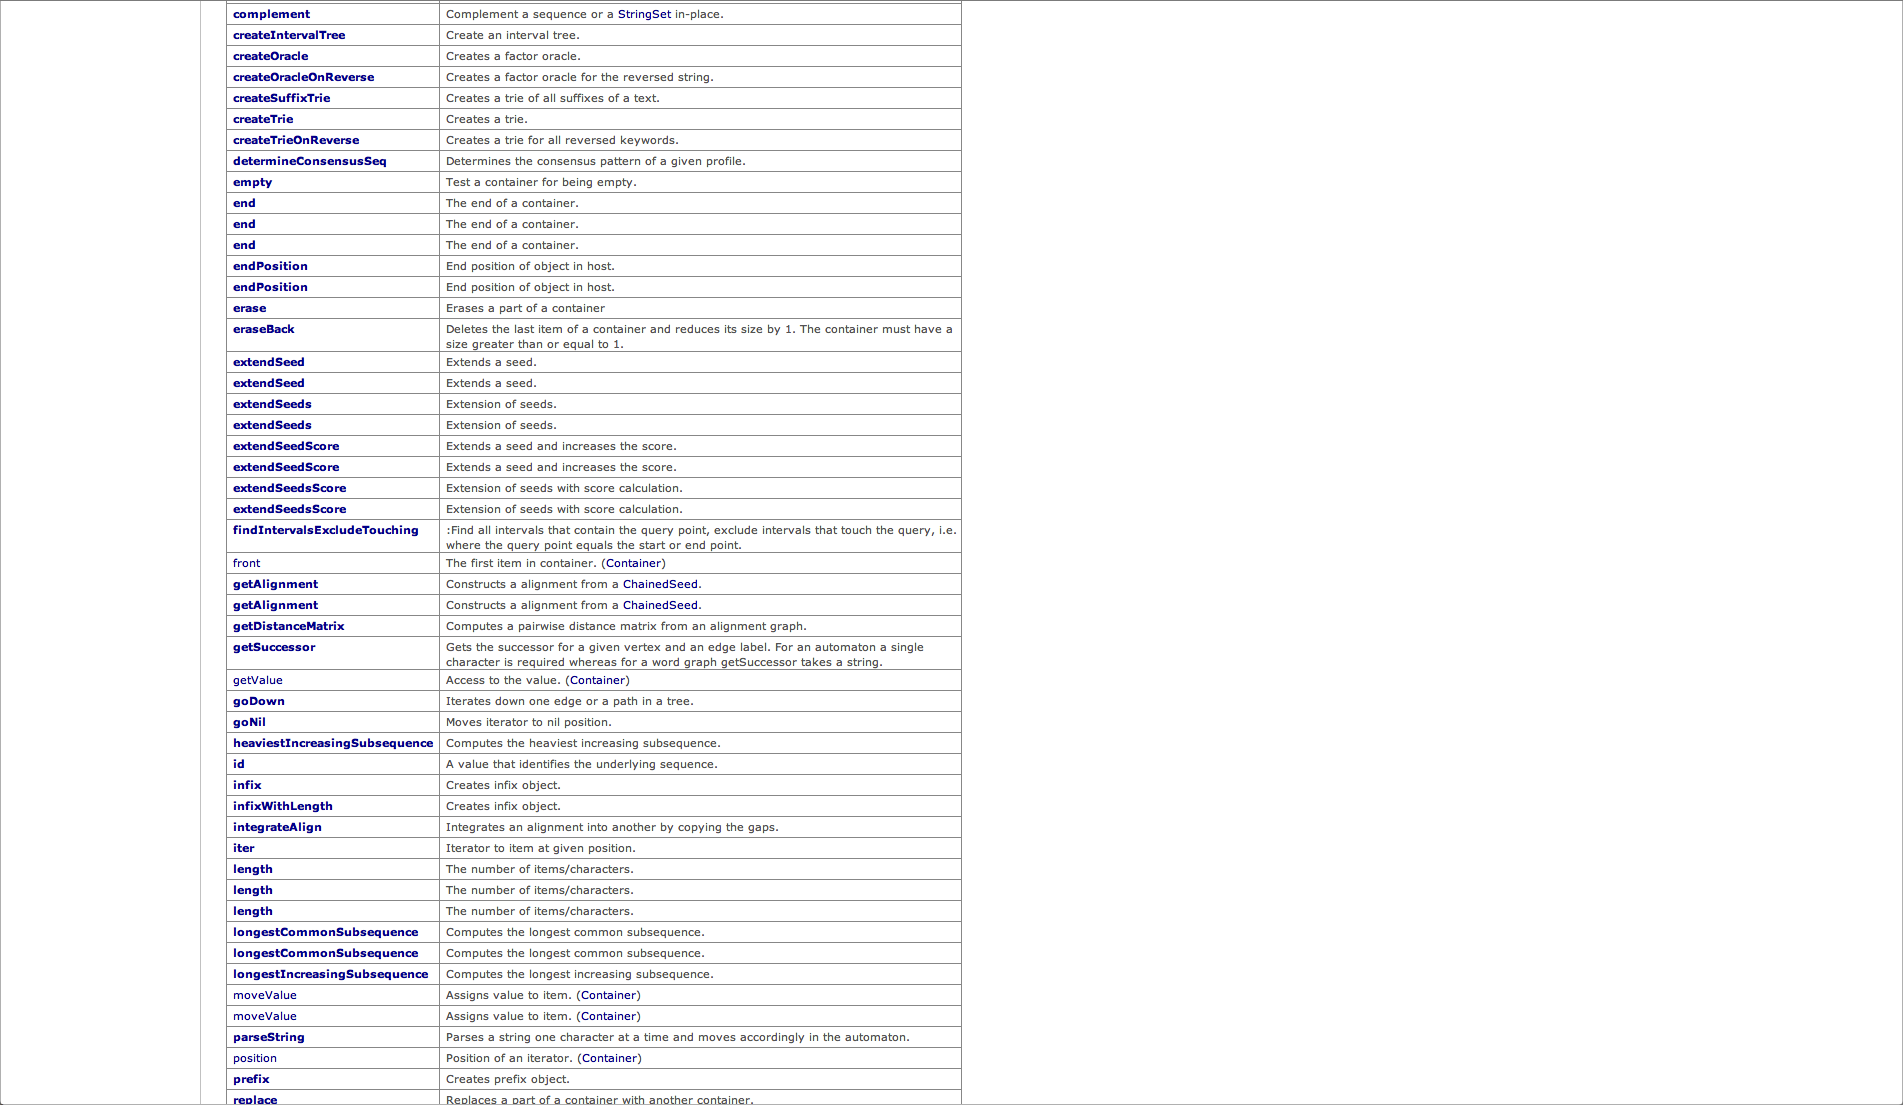 complement Complement a sequence or a StringSet in-place.
createIntervalTree Create an interval tree.
createOracle Creates a factor oracle.
createOracleOnReverse Creates a factor oracle for the reversed string.
createSuffixTrie Creates a trie of all suffixes of a text.
createTrie Creates a trie.
createTrieOnReverse Creates a trie for all reversed keywords.
determineConsensusSeq Determines the consensus pattern of a given profile.
empty Test a container for being empty.
end The end of a container.
end The end of a container.
end The end of a container.
endPosition End position of object in host.
endPosition End position of object in host.
erase Erases a part of a container
eraseBack Deletes the last item of a container and reduces its size by 1. The container must have a
size greater than or equal to 1.
extendSeed Extends a seed.
extendSeed Extends a seed.
extendSeeds Extension of seeds.
extendSeeds Extension of seeds.
extendSeedScore Extends a seed and increases the score.
extendSeedScore Extends a seed and increases the score.
extendSeedsScore Extension of seeds with score calculation.
extendSeedsScore Extension of seeds with score calculation.
findIntervalsExcludeTouching :Find all intervals that contain the query point, exclude intervals that touch the query, i.e.
where the query point equals the start or end point.
front The first item in container. (Container)
getAlignment Constructs a alignment from a ChainedSeed.
getAlignment Constructs a alignment from a ChainedSeed.
getDistanceMatrix Computes a pairwise distance matrix from an alignment graph.
getSuccessor Gets the successor for a given vertex and an edge label. For an automaton a single
character is required whereas for a word graph getSuccessor takes a string.
getValue Access to the value. (Container)
goDown Iterates down one edge or a path in a tree.
goNil Moves iterator to nil position.
heaviestIncreasingSubsequence Computes the heaviest increasing subsequence.
id A value that identifies the underlying sequence.
infix Creates infix object.
infixWithLength Creates infix object.
integrateAlign Integrates an alignment into another by copying the gaps.
iter Iterator to item at given position.
length The number of items/characters.
length The number of items/characters.
length The number of items/characters.
longestCommonSubsequence Computes the longest common subsequence.
longestCommonSubsequence Computes the longest common subsequence.
longestIncreasingSubsequence Computes the longest increasing subsequence.
moveValue Assigns value to item. (Container)
moveValue Assigns value to item. (Container)
parseString Parses a string one character at a time and moves accordingly in the automaton.
position Position of an iterator. (Container)
prefix Creates prefix object.
replace Replaces a part of a container with another container.